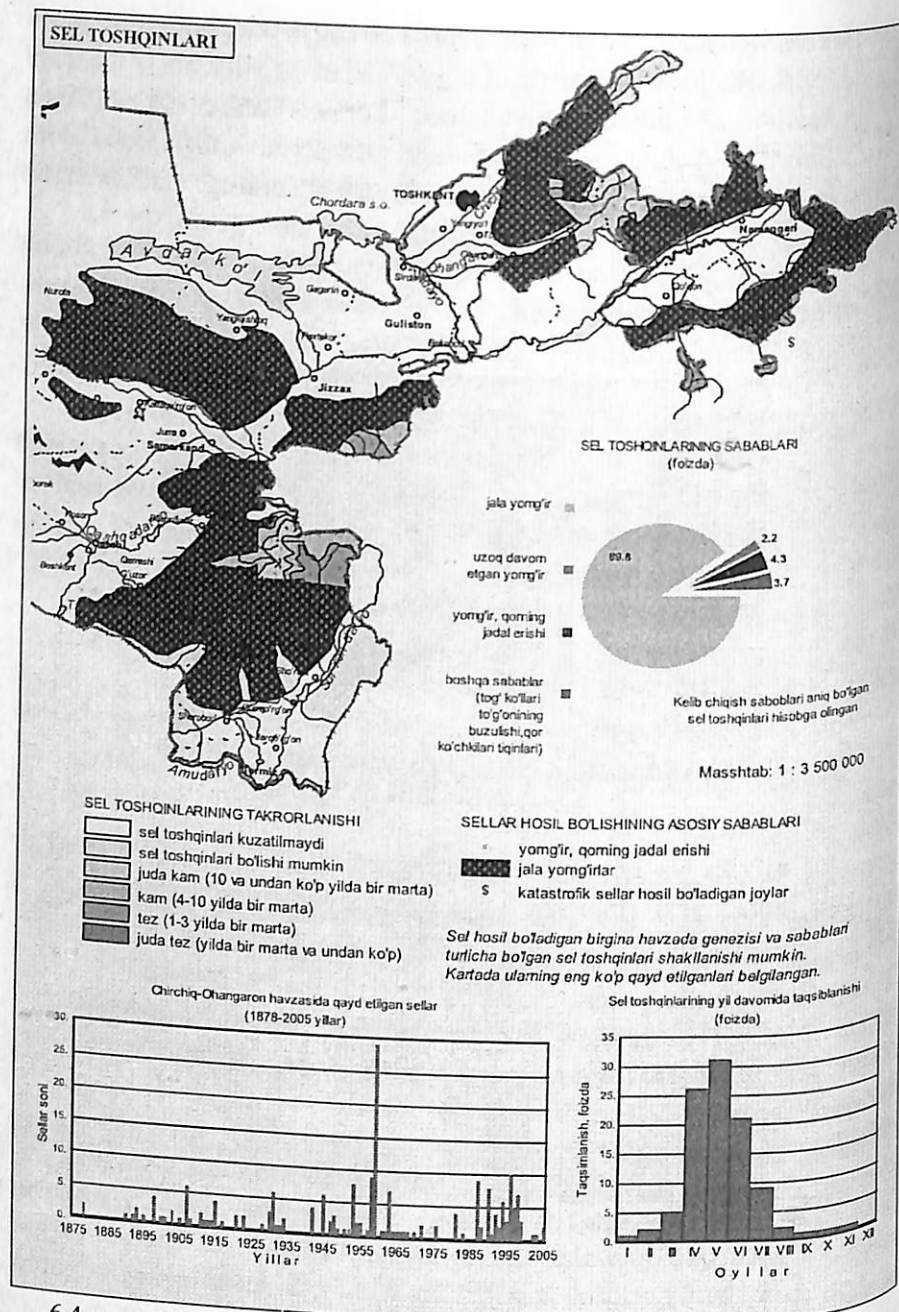 SEL TOSHQINLARI
TOSHKENT
Chordara s.o.
Namangan
Aydarko'l
Gagarin
Guliston
Nurota
Jizzax
Juma
Samarkand
Qo'qon
$
Sherobod
Amudaryo
Termiz
SEL TOSHQINLARINING SABABLARI
(foizda)
jala yomg'ir
uzoq davom
etgan yomg'ir
yomg'ir, qorning
jadal erishi
boshqa sabablar
(tog' ko'llari
to'g'onining
buzulishi,qor
ko'chkilari tiqinlari)
89.8
2.2
4.3
3.7
Kelib chiqish saboblari aniq bo'lgan
sel toshqinlari hisobga olingan
Masshtab: 1 : 3 500 000
SEL TOSHQINLARINING TAKRORLANISHI
sel toshqinlari kuzatilmaydi
sel toshqinlari bo'lishi mumkin
juda kam (10 va undan ko'p yilda bir marta)
kam (4-10 yilda bir marta)
tez (1-3 yilda bir marta)
juda tez (yilda bir marta va undan ko'p)
SELLAR HOSIL BO'LISHINING ASOSIY SABABLARI
yomg'ir, qorning jadal erishi
jala yomg'irlar
$ katastrofik sellar hosil bo'ladigan joylar
Sel hosil bo'ladigan birgina havzada genezisi va sabablari
turlicha bo'lgan sel toshqinlari shakllanishi mumkin.
Kartada ularning eng ko'p qayd etilganlari belgilangan.
Chirchiq-Ohangaron havzasida qayd etilgan sellar
(1878-2005 yillar)
Sellar soni
30.
25.
20.
15.
10.
5.
0.
1875 1885 1895 1905 1915 1925 1935 1945 1955 1965 1975 1985 1995 2005
Yillar
Sel toshqinlarining yil davomida taqsiblanishi
(foizda)
Taqsimlanish, foizda
35.
30.
25.
20.
15.
10.
5.
0.
I II III IV V VI VII VIII IX X XI XII
Oyllar